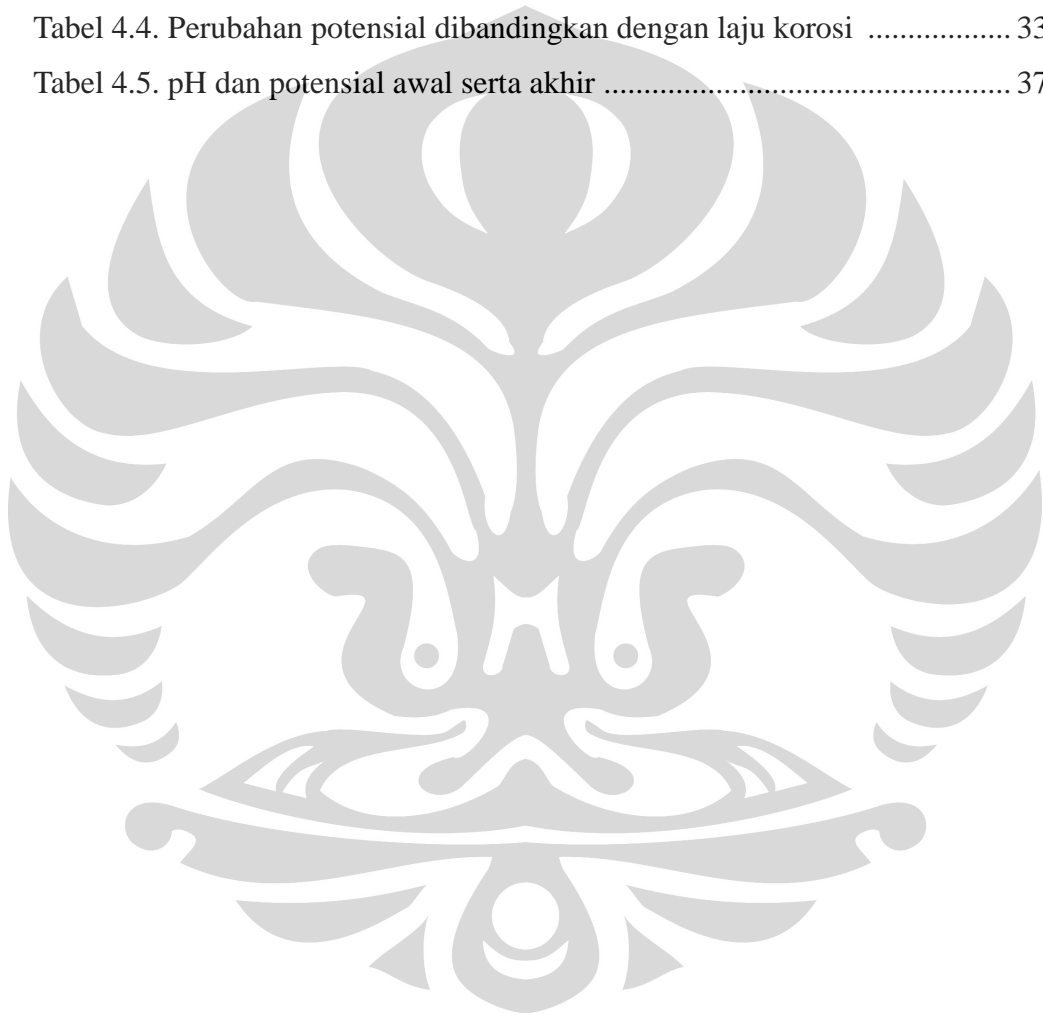 Tabel 4.4. Perubahan potensial dibandingkan dengan laju korosi .................. 33
Tabel 4.5. pH dan potensial awal serta akhir ............................................... 37